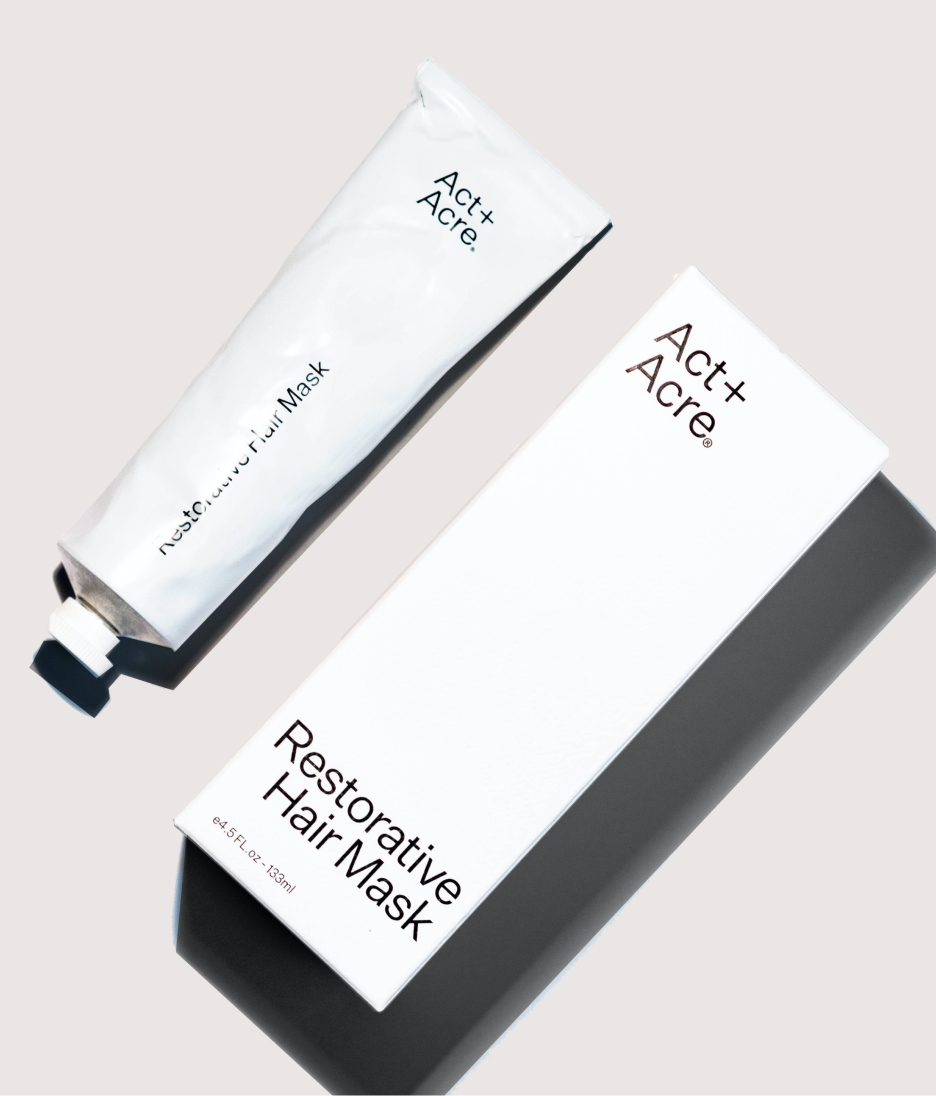 Act+
Acre®
Restorative Hair Mask
Act+
Acre®
Restorative
Hair Mask
e4.5 FL.oz - 133ml